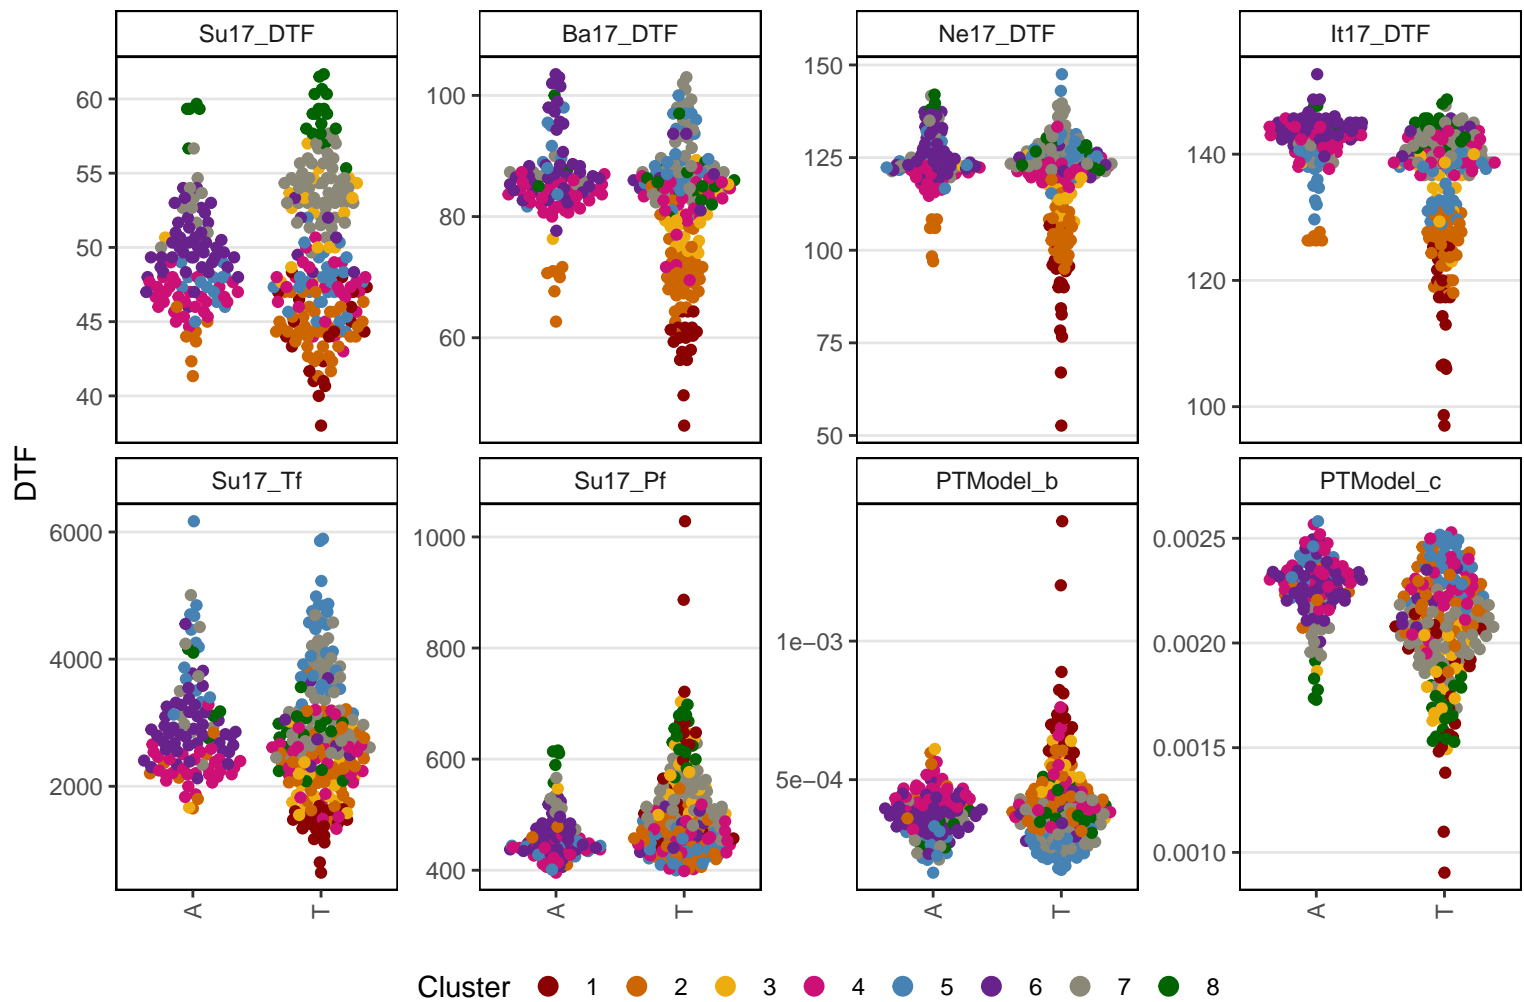 Su17_DTF
Ba17_DTF
Ne17_DTF
It17_DTF
60
55
50
45
40
100
80
60
150
125
100
75
50
140
120
100
DTF
Su17_Tf
Su17_Pf
PTModel_b
PTModel_c
6000
4000
2000
1000
800
600
400
1e−03
5e−04
0.0025
0.0020
0.0015
0.0010
A
T
A
T
A
T
A
T
Cluster 1 2 3 4 5 6 7 8